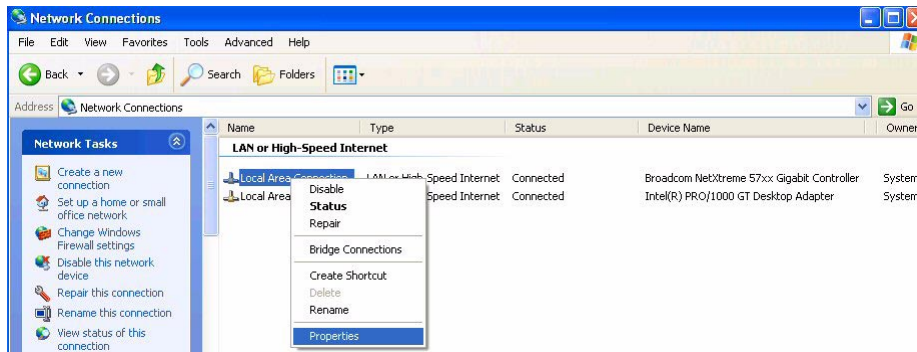 Network Connections
File Edit View Favorites Tools Advanced Help
Back Search Folders
Address Network Connections Go
Name Type Status Device Name Owner
Network Tasks
LAN or High-Speed Internet
Create a new
connection
Set up a home or small
office network
Change Windows
Firewall settings
Disable this network
device
Repair this connection
Rename this connection
View status of this
connection
Local Area Connection LAN or High-Speed Internet Connected Broadcom NetXtreme 57xx Gigabit Controller System
Local Area Speed Internet Connected Intel(R) PRO/1000 GT Desktop Adapter System
Disable
Status
Repair
Bridge Connections
Create Shortcut
Delete
Rename
Properties